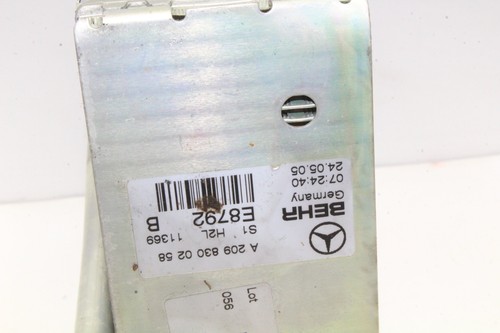 Lot
056
A 209 830 02 58
S1 H2L 11369
E8792 B
BEHR
Germany
07:24:40
24.05.05